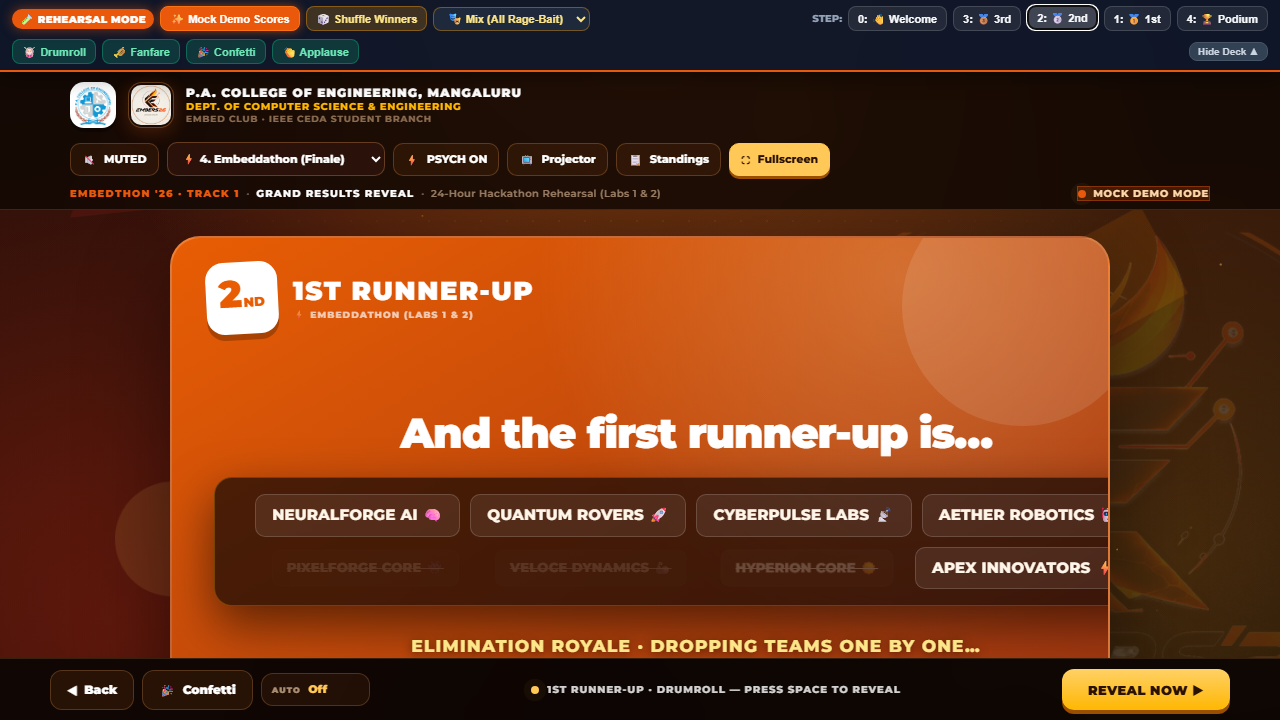 REHEARSAL MODE
Mock Demo Scores
Shuffle Winners
Mix (All Rage-Bait)
STEP:
0: Welcome
3: 3rd
2: 2nd
1: 1st
4: Podium
Drumroll
Fanfare
Confetti
Applause
Hide Deck ▲
P.A. COLLEGE OF ENGINEERING, MANGALURU
DEPT. OF COMPUTER SCIENCE & ENGINEERING
EMBED CLUB · IEEE CEDA STUDENT BRANCH
MUTED
4. Embeddathon (Finale)
PSYCH ON
Projector
Standings
Fullscreen
EMBEDTHON '26 · TRACK 1 · GRAND RESULTS REVEAL · 24-Hour Hackathon Rehearsal (Labs 1 & 2)
MOCK DEMO MODE
2ND
1ST RUNNER-UP
EMBEDDATHON (LABS 1 & 2)
And the first runner-up is...
NEURALFORGE AI
QUANTUM ROVERS
CYBERPULSE LABS
AETHER ROBOTICS
PIXELFORGE CORE
VELOCE DYNAMICS
HYPERION CORE
APEX INNOVATORS
ELIMINATION ROYALE · DROPPING TEAMS ONE BY ONE...
◀ Back
Confetti
AUTO Off
1ST RUNNER-UP · DRUMROLL — PRESS SPACE TO REVEAL
REVEAL NOW ▶